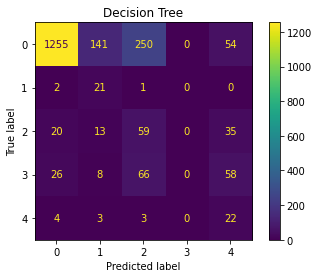 Decision Tree
0 1255 141 250 0 54
1 2 21 1 0 0
2 20 13 59 0 35
3 26 8 66 0 58
4 4 3 3 0 22
0 1 2 3 4
Predicted label
True label
1200
1000
800
600
400
200
0